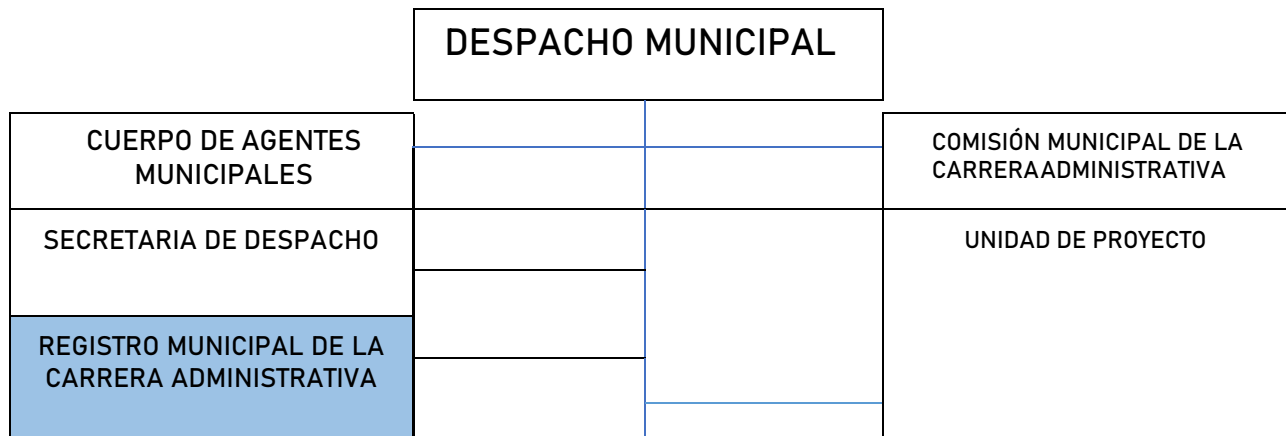 DESPACHO MUNICIPAL
CUERPO DE AGENTES
MUNICIPALES
COMISIÓN MUNICIPAL DE LA
CARRERAADMINISTRATIVA
SECRETARIA DE DESPACHO
UNIDAD DE PROYECTO
REGISTRO MUNICIPAL DE LA
CARRERA ADMINISTRATIVA